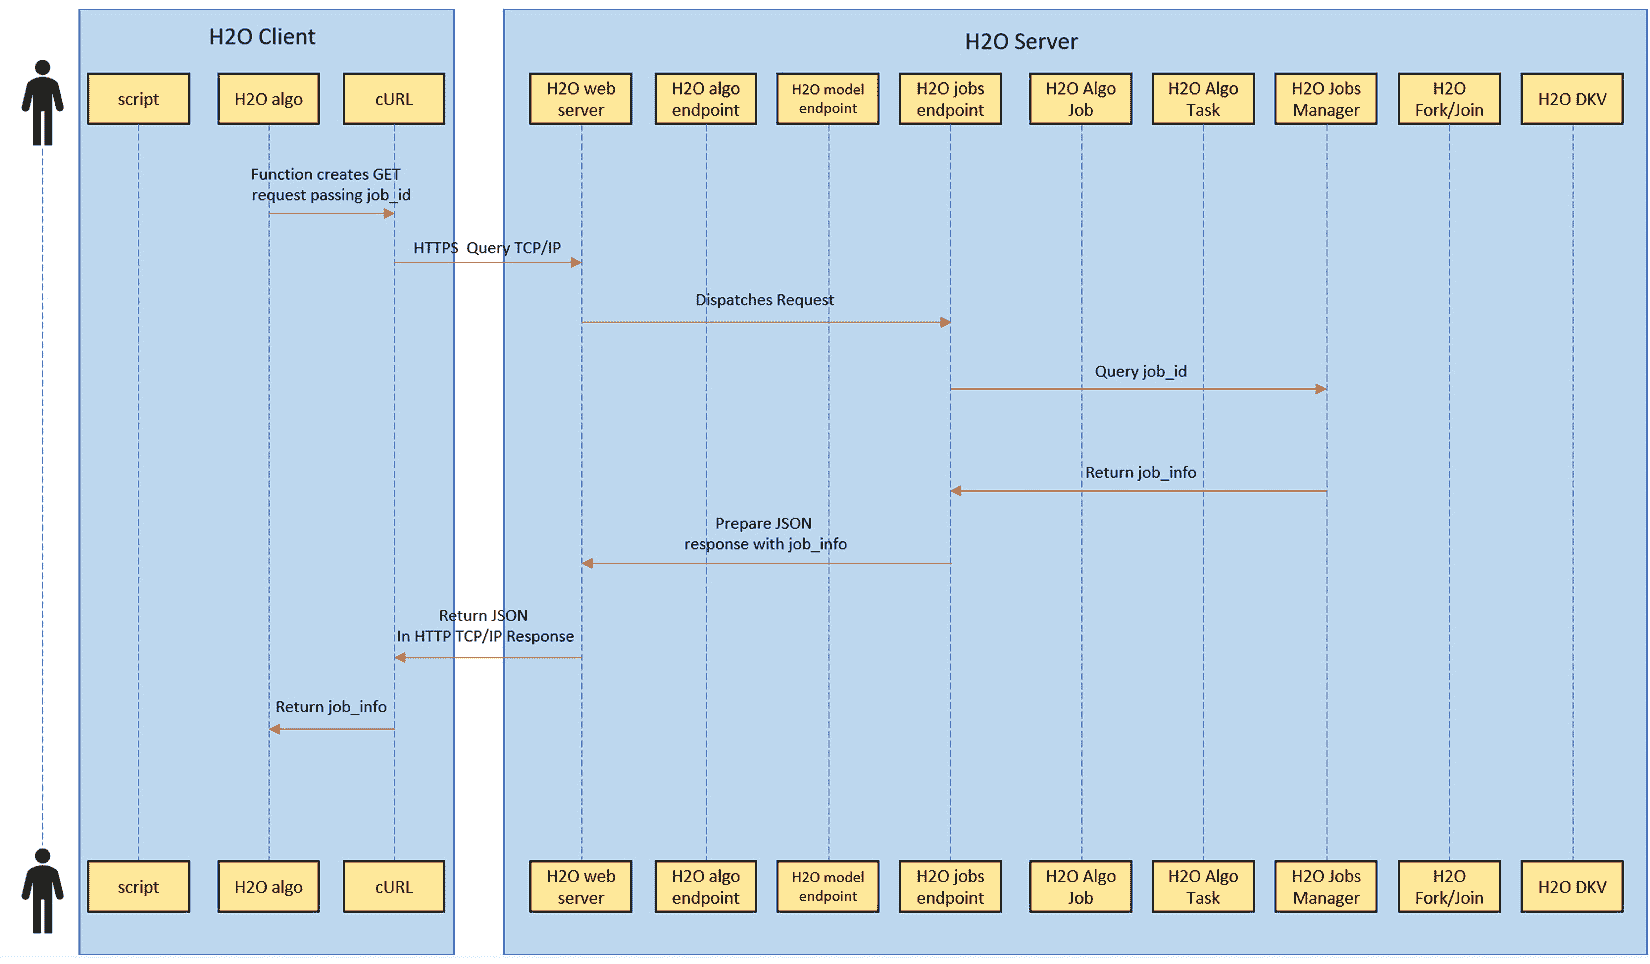 H2O Client
H2O Server
script
H2O algo
cURL
H2O web
server
H2O algo
endpoint
H2O model
endpoint
H2O jobs
endpoint
H2O Algo
Job
H2O Algo
Task
H2O Jobs
Manager
H2O
Fork/Join
H2O DKV
Function creates GET
request passing job_id
HTTPS Query TCP/IP
Dispatches Request
Query job_id
Return job_info
Prepare JSON
response with job_info
Return JSON
In HTTP TCP/IP Response
Return job_info
script
H2O algo
cURL
H2O web
server
H2O algo
endpoint
H2O model
endpoint
H2O jobs
endpoint
H2O Algo
Job
H2O Algo
Task
H2O Jobs
Manager
H2O
Fork/Join
H2O DKV